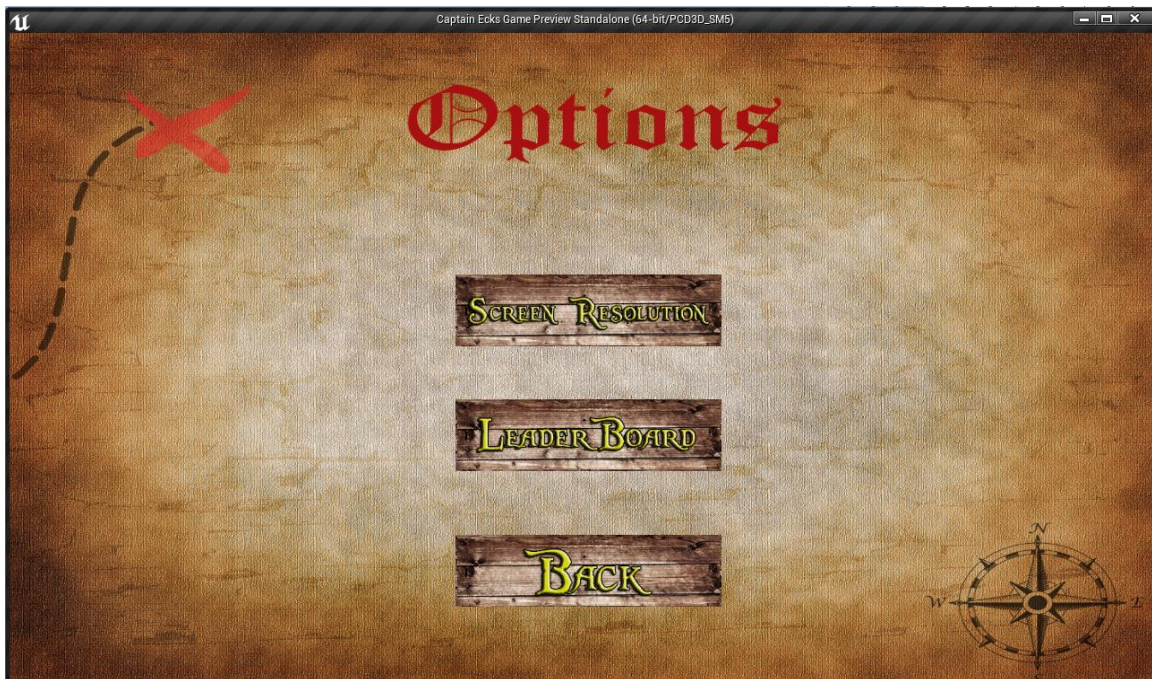 Captain Ecks Game Preview Standalone (64-bit/PCD3D_SM5)
Options
Screen Resolution
Leader Board
Back
N
W
E
S